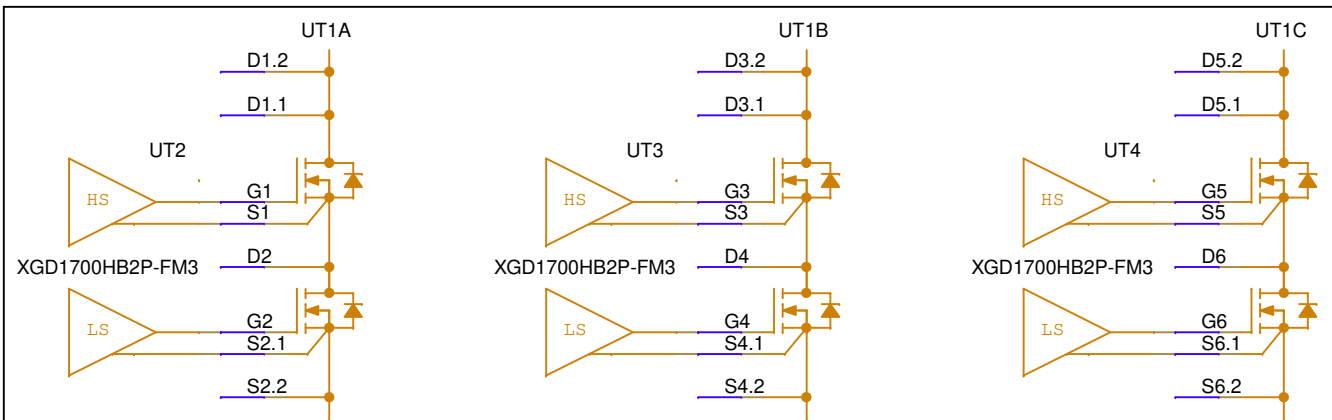 UT1A UT1B UT1C
D1.2 D3.2 D5.2
D1.1 D3.1 D5.1
UT2 UT3 UT4
HS G1 HS G3 HS G5
S1 S3 S5
XGD1700HB2P-FM3 D2 XGD1700HB2P-FM3 D4 XGD1700HB2P-FM3 D6
LS G2 LS G4 LS G6
S2.1 S4.1 S6.1
S2.2 S4.2 S6.2